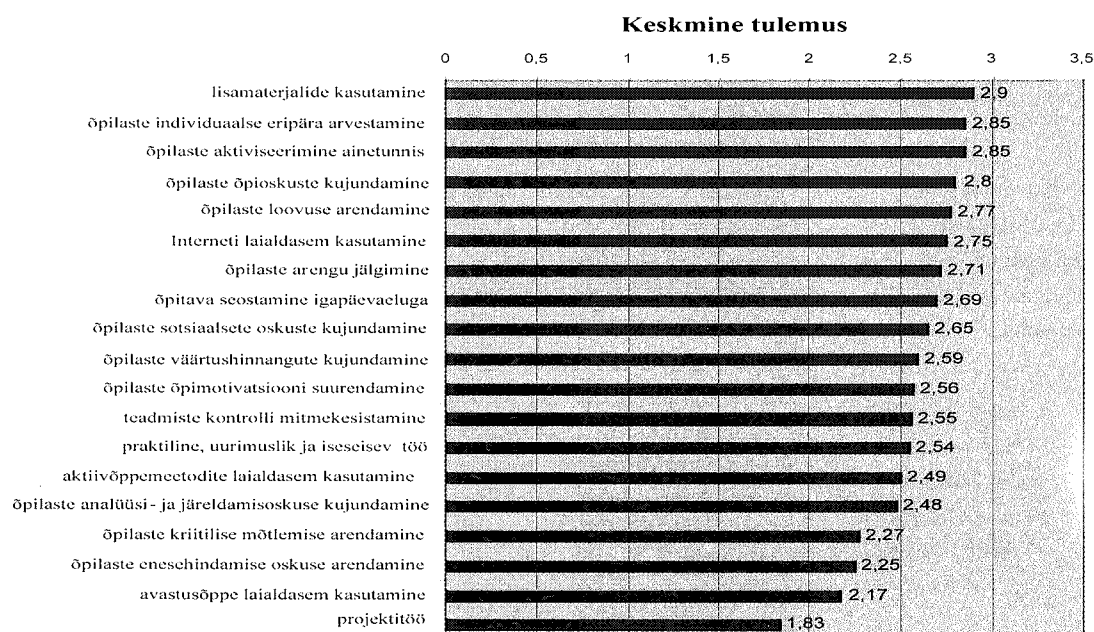 Keskmine tulemus
0 0,5 1 2 2,5 3 3,5
lisamaterjalide kasutamine 2,9
õpilaste individuaalse eripära arvestamine 2,85
õpilaste aktiviseerimine ainetunnis 2,85
õpilaste õpioskuste kujundamine 2,8
õpilaste loovuse arendamine 2,77
Interneti laialdasem kasutamine 2,75
õpilaste arengu jälgimine 2,71
õpitava seostamine igapäevaeluga 2,69
õpilaste sotsiaalsete oskuste kujundamine 2,65
õpilaste väärtushinnangute kujundamine 2,59
õpilaste õpimotivatsiooni suurendamine 2,56
teadmiste kontrolli mitmekesistamine 2,55
praktiline, uurimuslik ja iseseisev töö 2,54
aktiivõppemeetodite laialdasem kasutamine 2,49
õpilaste analüüsi- ja järeldamisoskuse kujundamine 2,48
õpilaste kriitilise mõtlemise arendamine 2,27
õpilaste enesehindamise oskuse arendamine 2,25
avastusõppe laialdasem kasutamine 2,17
projektitöö 1,83